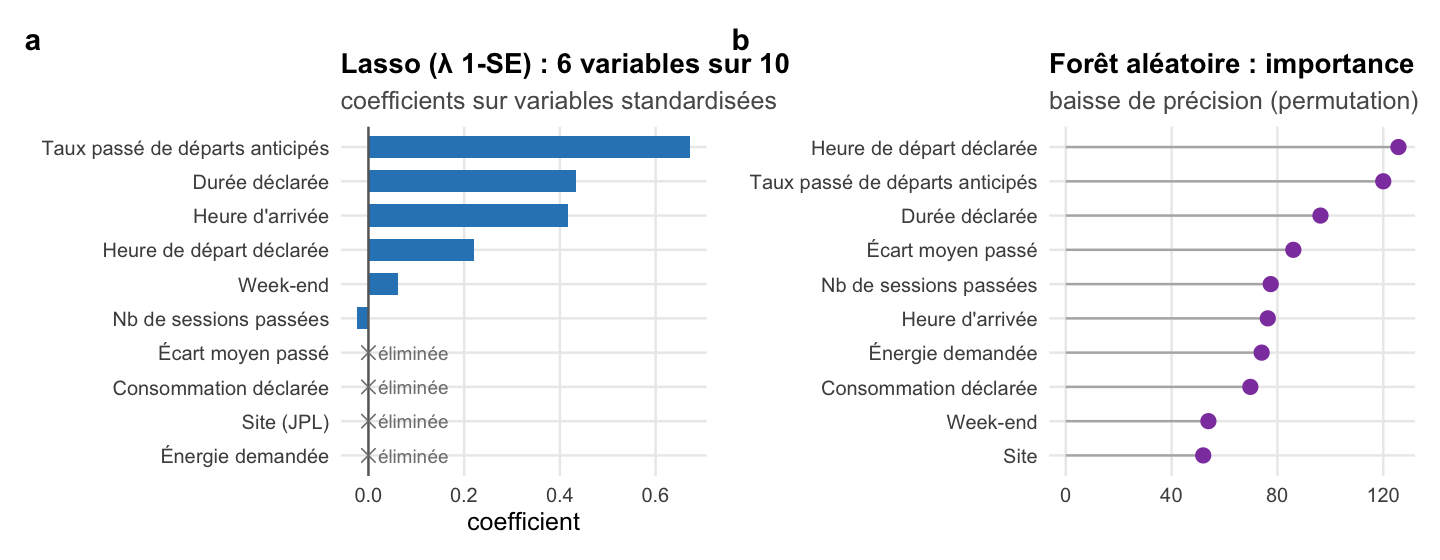 a
Lasso (λ 1-SE) : 6 variables sur 10
coefficients sur variables standardisées
Taux passé de départs anticipés
Durée déclarée
Heure d'arrivée
Heure de départ déclarée
Week-end
Nb de sessions passées
Écart moyen passé
éliminée
Consommation déclarée
éliminée
Site (JPL)
éliminée
Énergie demandée
éliminée
0.0 0.2 0.4 0.6
coefficient
b
Forêt aléatoire : importance
baisse de précision (permutation)
Heure de départ déclarée
Taux passé de départs anticipés
Durée déclarée
Écart moyen passé
Nb de sessions passées
Heure d'arrivée
Énergie demandée
Consommation déclarée
Week-end
Site
0 40 80 120